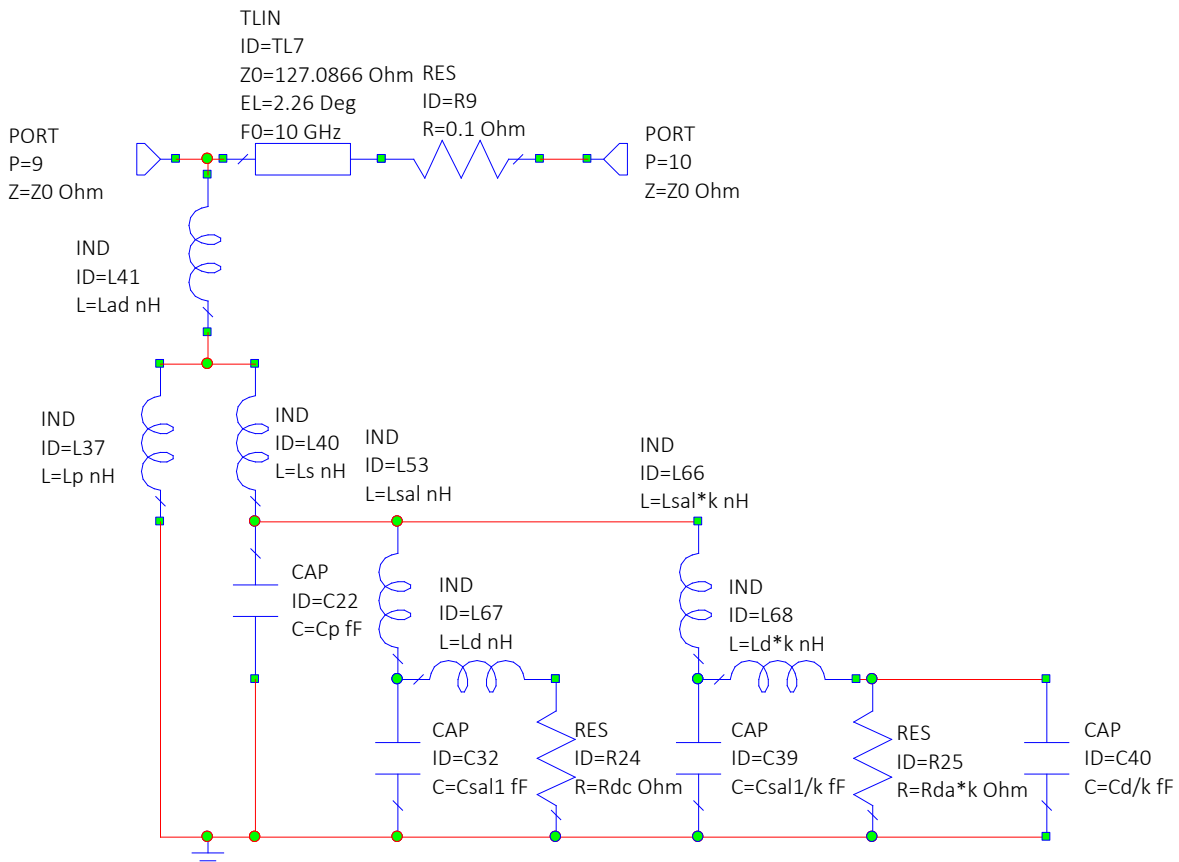 TLIN
ID=TL7
Z0=127.0866 Ohm
EL=2.26 Deg
F0=10 GHz
RES
ID=R9
R=0.1 Ohm
PORT
P=9
Z=Z0 Ohm
PORT
P=10
Z=Z0 Ohm
IND
ID=L41
L=Lad nH
IND
ID=L37
L=Lp nH
IND
ID=L40
L=Ls nH
IND
ID=L53
L=Lsal nH
IND
ID=L66
L=Lsal*k nH
CAP
ID=C22
C=Cp fF
IND
ID=L67
L=Ld nH
IND
ID=L68
L=Ld*k nH
CAP
ID=C32
C=Csal1 fF
RES
ID=R24
R=Rdc Ohm
CAP
ID=C39
C=Csal1/k fF
RES
ID=R25
R=Rda*k Ohm
CAP
ID=C40
C=Cd/k fF